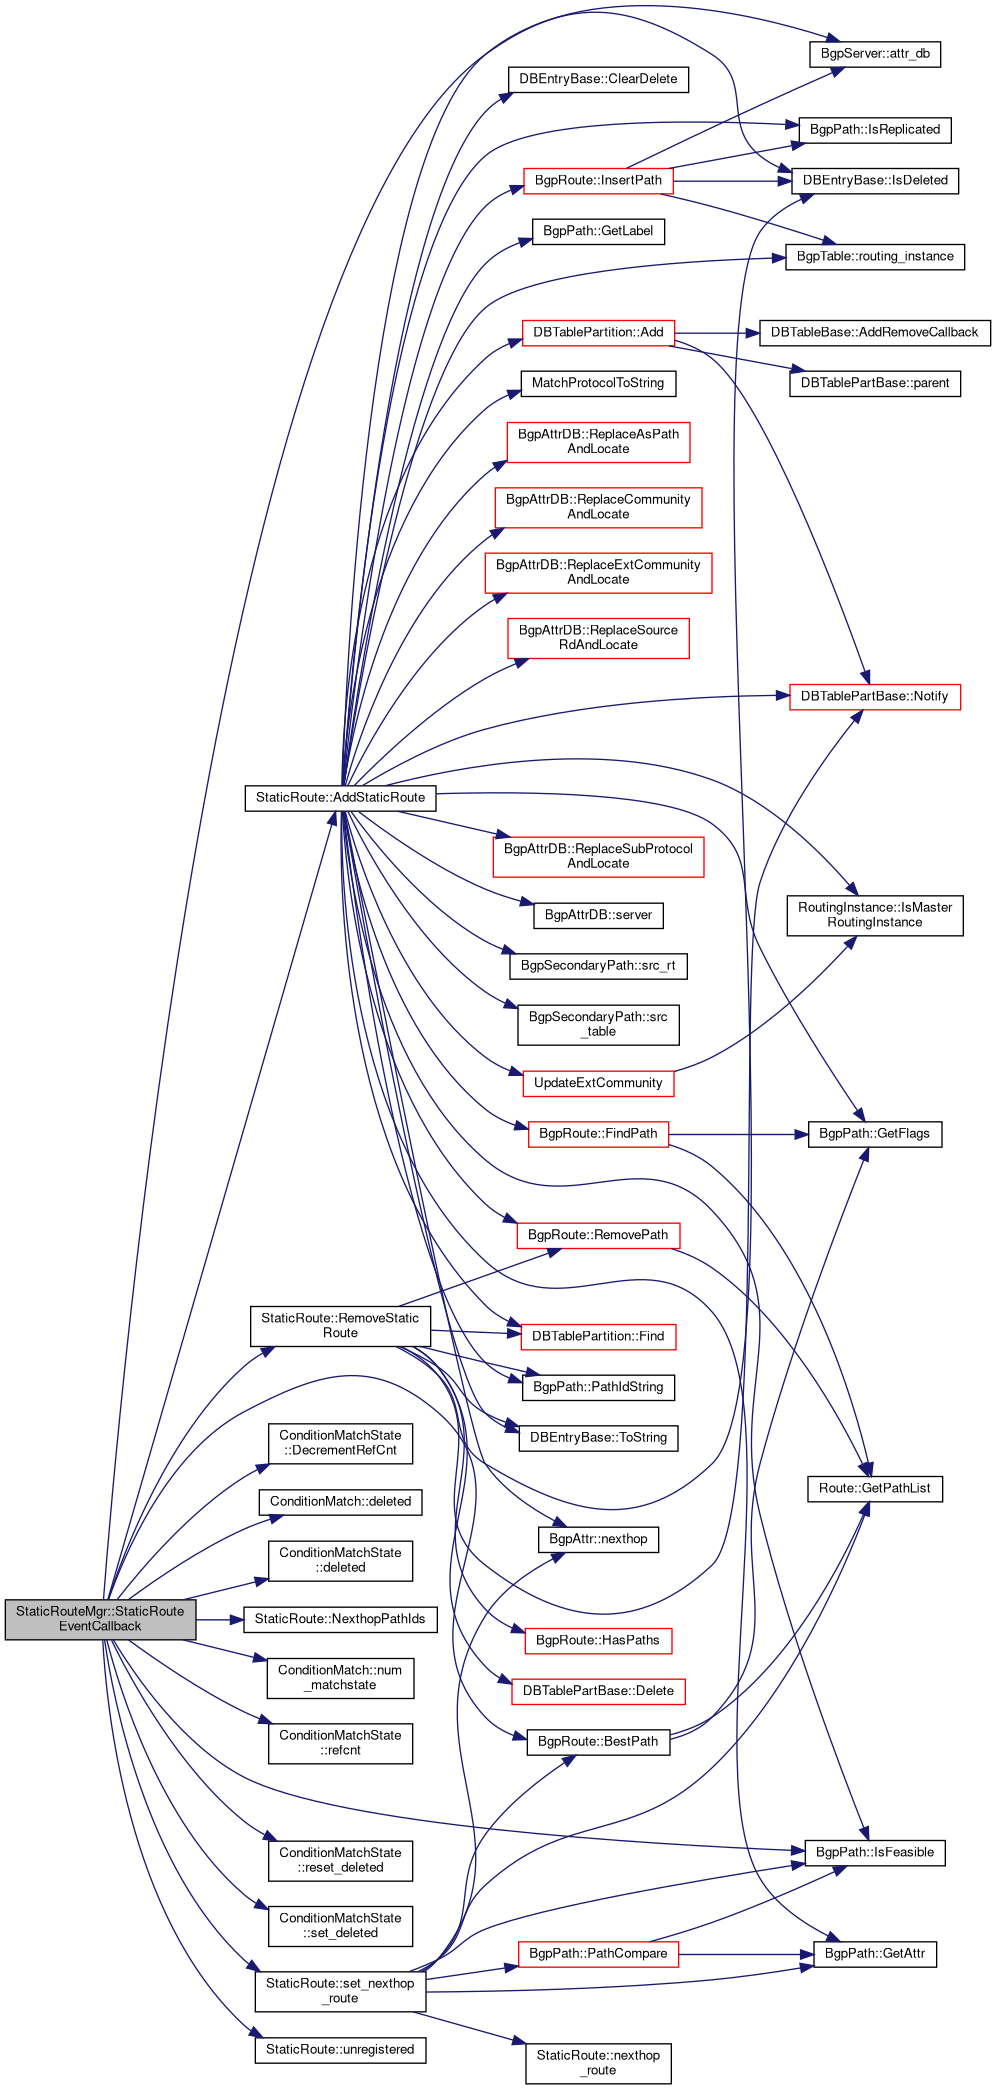 BgpServer::attr_db
DBEntryBase::ClearDelete
BgpPath::IsReplicated
BgpRoute::InsertPath
DBEntryBase::IsDeleted
BgpPath::GetLabel
BgpTable::routing_instance
DBTablePartition::Add
DBTableBase::AddRemoveCallback
MatchProtocolToString
DBTablePartBase::parent
BgpAttrDB::ReplaceAsPath
AndLocate
BgpAttrDB::ReplaceCommunity
AndLocate
BgpAttrDB::ReplaceExtCommunity
AndLocate
BgpAttrDB::ReplaceSource
RdAndLocate
DBTablePartBase::Notify
StaticRoute::AddStaticRoute
BgpAttrDB::ReplaceSubProtocol
AndLocate
BgpAttrDB::server
RoutingInstance::IsMaster
RoutingInstance
BgpSecondaryPath::src_rt
BgpSecondaryPath::src
_table
UpdateExtCommunity
BgpRoute::FindPath
BgpPath::GetFlags
BgpRoute::RemovePath
StaticRoute::RemoveStatic
Route
DBTablePartition::Find
BgpPath::PathIdString
DBEntryBase::ToString
ConditionMatchState
::DecrementRefCnt
Route::GetPathList
ConditionMatch::deleted
BgpAttr::nexthop
ConditionMatchState
::deleted
StaticRouteMgr::StaticRoute
EventCallback
StaticRoute::NexthopPathIds
BgpRoute::HasPaths
ConditionMatch::num
_matchstate
DBTablePartBase::Delete
ConditionMatchState
::refcnt
BgpRoute::BestPath
ConditionMatchState
::reset_deleted
BgpPath::IsFeasible
ConditionMatchState
::set_deleted
BgpPath::PathCompare
BgpPath::GetAttr
StaticRoute::set_nexthop
_route
StaticRoute::unregistered
StaticRoute::nexthop
_route